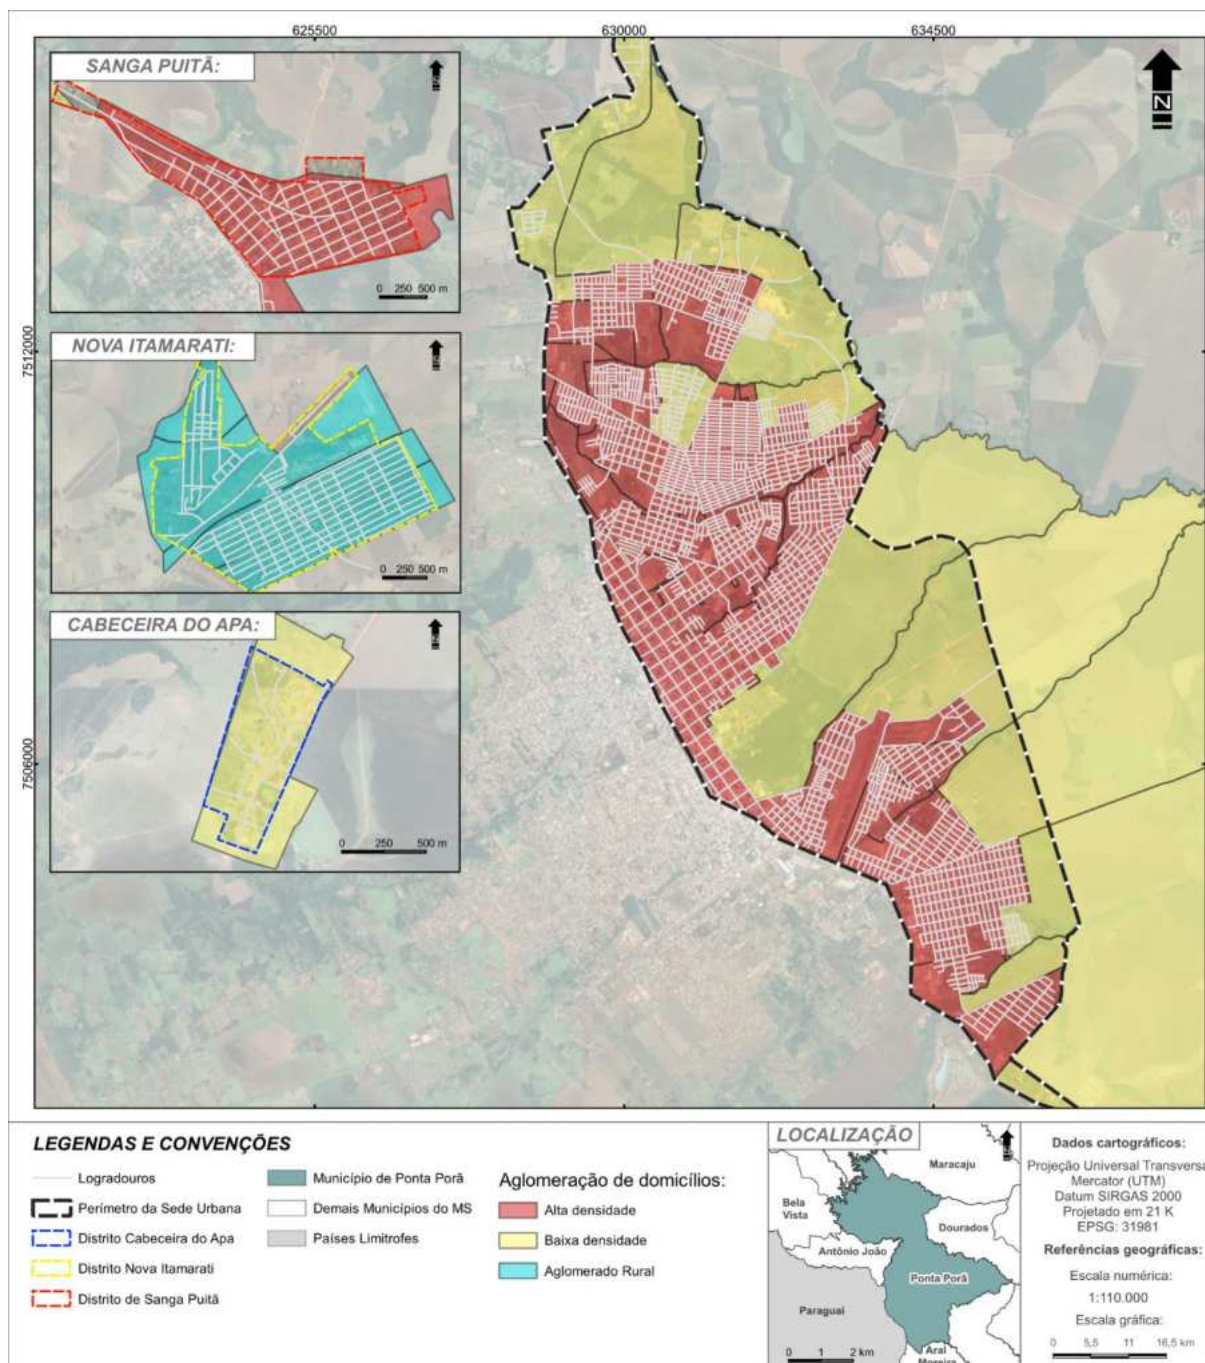 625500
630000
634500
SANGA PUITÃ:
N
N
0 250 500 m
7512000
NOVA ITAMARATI:
N
0 250 500 m
CABECEIRA DO APA:
N
7506000
0 250 500 m
LEGENDAS E CONVENÇÕES
Logradouros
Perímetro da Sede Urbana
Distrito Cabeceira do Apa
Distrito Nova Itamarati
Distrito de Sanga Puitã
Município de Ponta Porã
Demais Municípios do MS
Países Limitrofes
Aglomeração de domicílios:
Alta densidade
Baixa densidade
Aglomerado Rural
LOCALIZAÇÃO
N
Maracaju
Bela
Vista
Dourados
Antônio João
Ponta Porã
Paraguai
Aral
Moreira
0 1 2 km
Dados cartográficos:
Projeção Universal Transversa
Mercator (UTM)
Datum SIRGAS 2000
Projetado em 21 K
EPSG: 31981
Referências geográficas:
Escala numérica:
1:110.000
Escala gráfica:
0 5,5 11 16,5 km